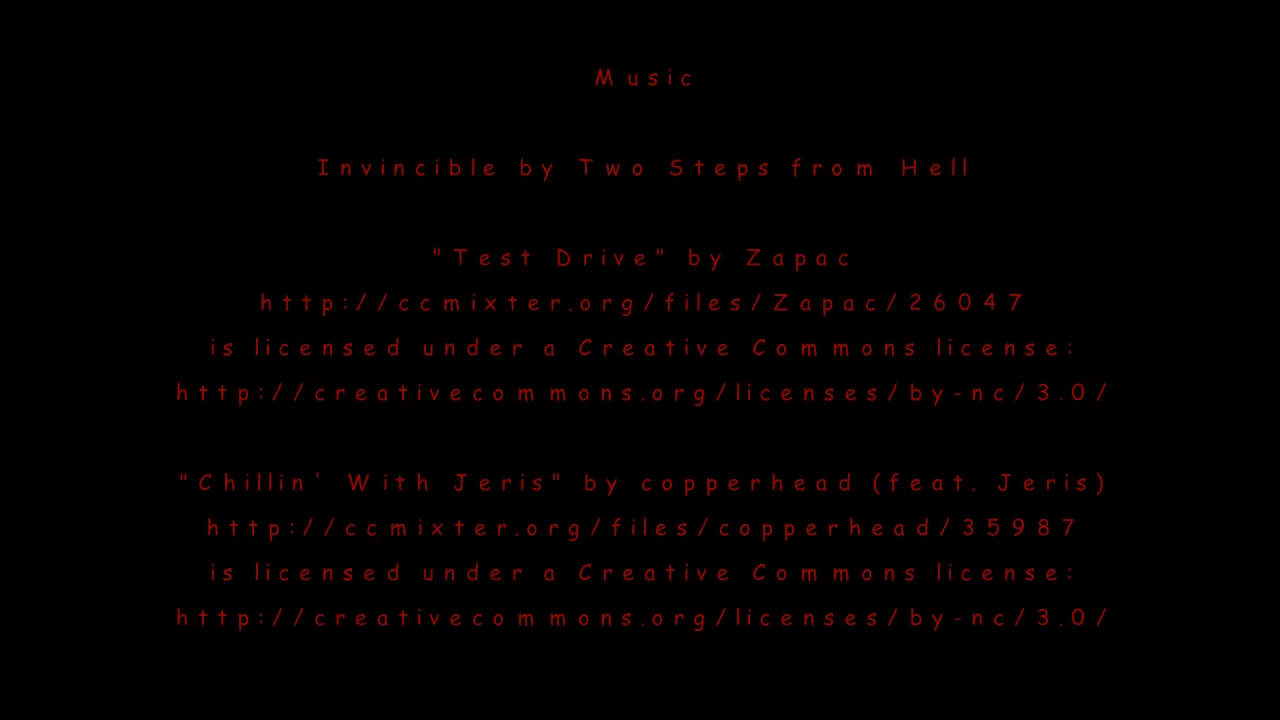 Music
Invincible by Two Steps from Hell
"Test Drive" by Zapac
http://ccmixter.org/files/Zapac/26047
is licensed under a Creative Commons license:
http://creativecommons.org/licenses/by-nc/3.0/
"Chillin' With Jeris" by copperhead (feat. Jeris)
http://ccmixter.org/files/copperhead/35987
is licensed under a Creative Commons license:
http://creativecommons.org/licenses/by-nc/3.0/